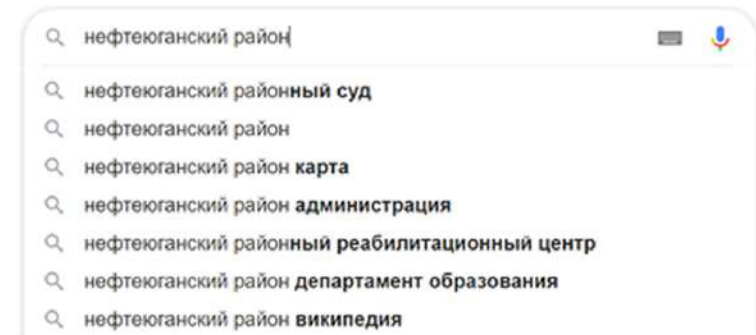 нефтеюганский район
нефтеюганский районный суд
нефтеюганский район
нефтеюганский район карта
нефтеюганский район администрация
нефтеюганский районный реабилитационный центр
нефтеюганский район департамент образования
нефтеюганский район википедия